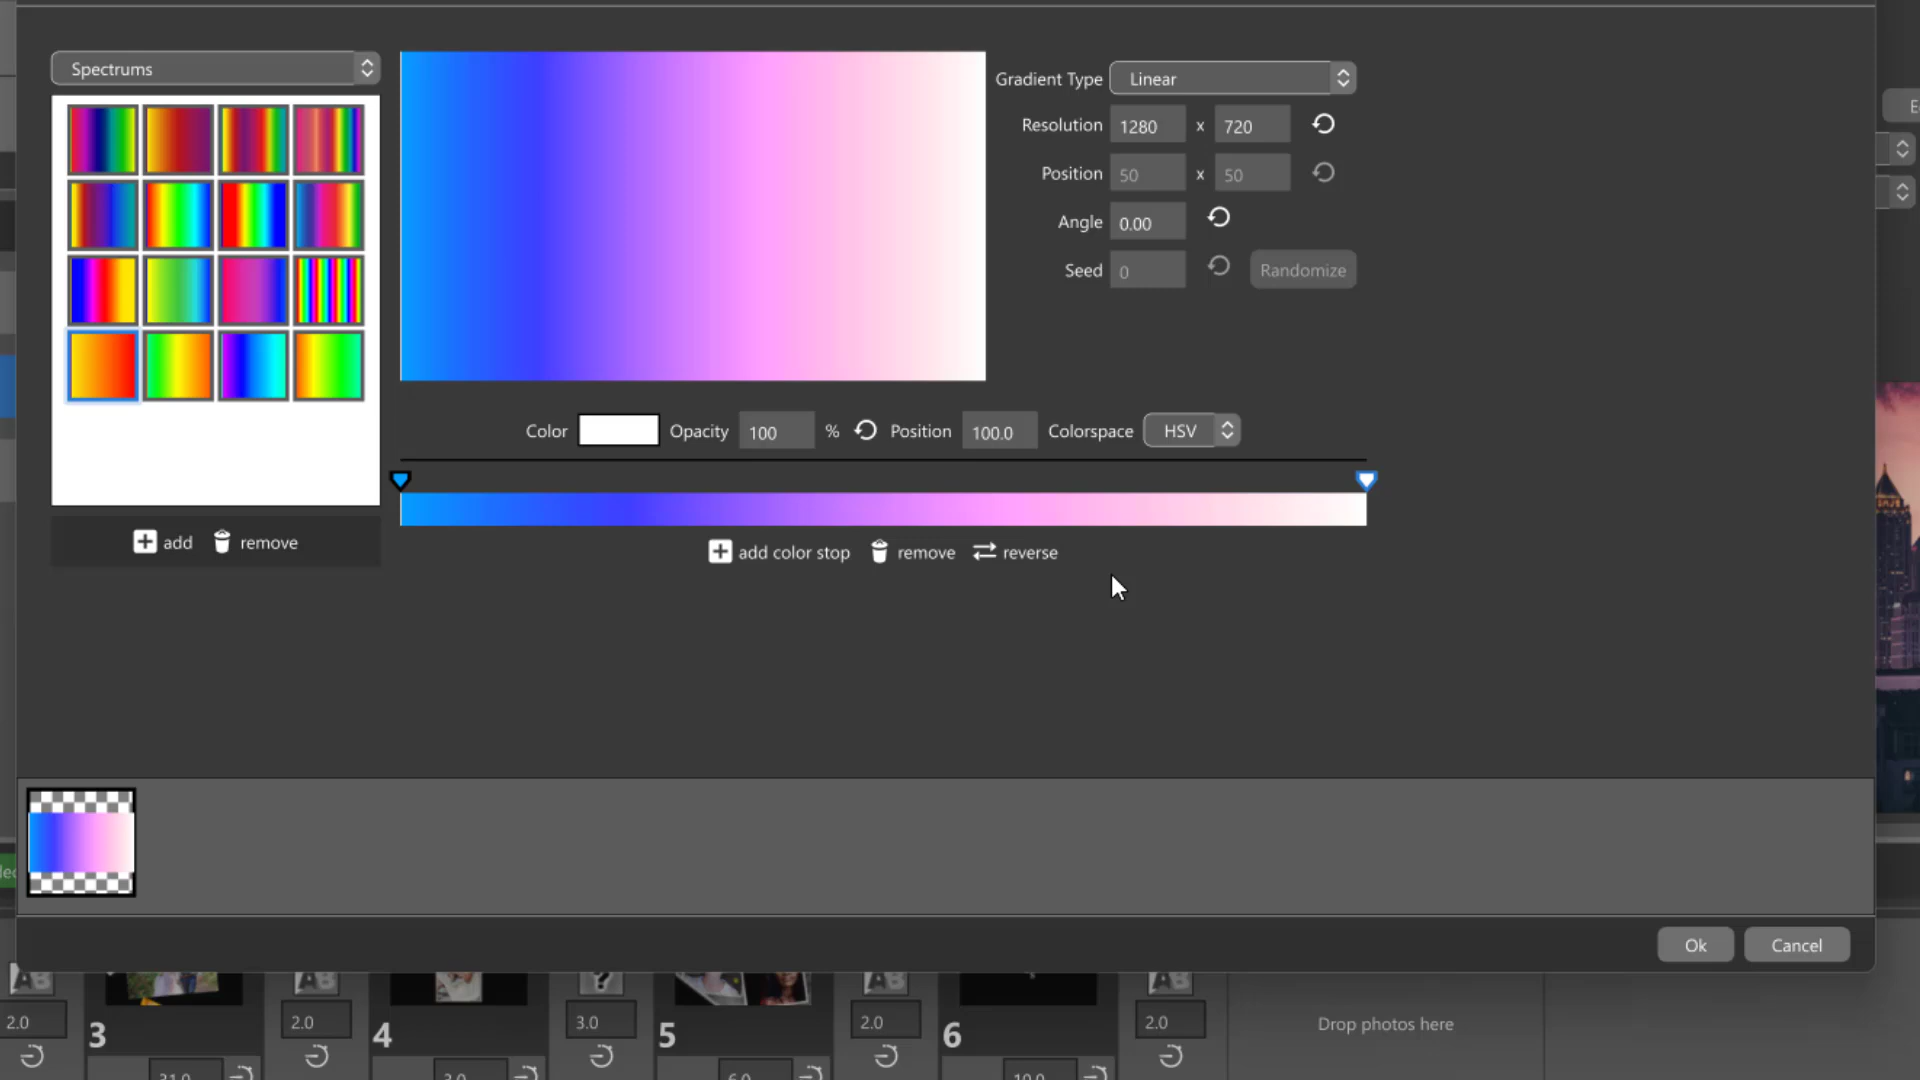 Spectrums
Gradient Type Linear
Resolution 1280 x 720
Position 50 x 50
Angle 0.00
Seed 0 Randomize
Color Opacity 100 % Position 100.0 Colorspace HSV
add remove
add color stop remove reverse
Ok Cancel
2.0 3 2.0 4 3.0 5 2.0 6 2.0 Drop photos here